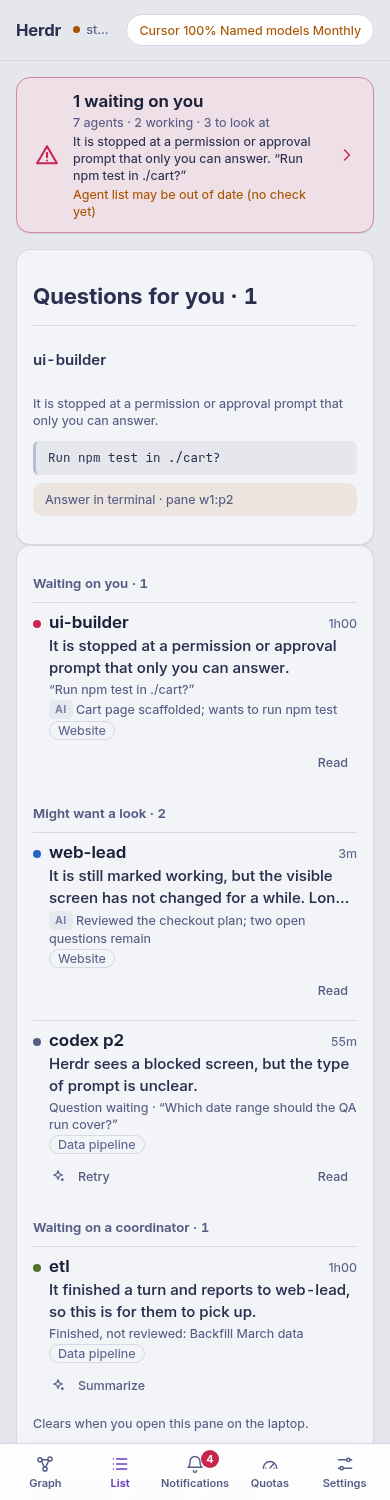 Herdr
st...
Cursor 100% Named models Monthly
1 waiting on you
7 agents · 2 working · 3 to look at
It is stopped at a permission or approval
prompt that only you can answer. “Run
npm test in ./cart?”
Agent list may be out of date (no check
yet)
Questions for you · 1
ui-builder
It is stopped at a permission or approval prompt that
only you can answer.
Run npm test in ./cart?
Answer in terminal · pane w1:p2
Waiting on you · 1
ui-builder 1h00
It is stopped at a permission or approval
prompt that only you can answer.
“Run npm test in ./cart?”
AI Cart page scaffolded; wants to run npm test
Website
Read
Might want a look · 2
web-lead 3m
It is still marked working, but the visible
screen has not changed for a while. Lon...
AI Reviewed the checkout plan; two open
questions remain
Website
Read
codex p2 55m
Herdr sees a blocked screen, but the type
of prompt is unclear.
Question waiting · “Which date range should the QA
run cover?”
Data pipeline
Retry Read
Waiting on a coordinator · 1
etl 1h00
It finished a turn and reports to web-lead,
so this is for them to pick up.
Finished, not reviewed: Backfill March data
Data pipeline
Summarize
Clears when you open this pane on the laptop.
4
Graph List Notifications Quotas Settings